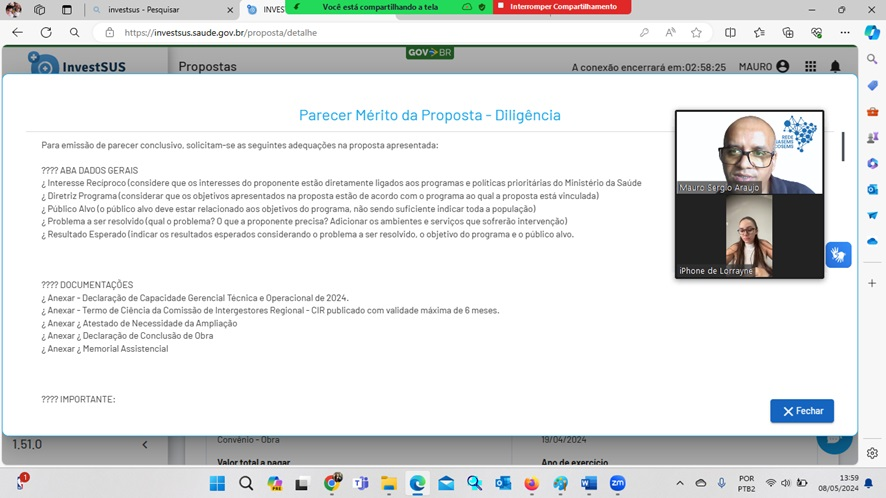 investsus - Pesquisar
INVES
Você está compartilhando a tela
Interromper Compartilhamento
https://investsus.saude.gov.br/proposta/detalhe
GOV BR
InvestSUS
Propostas
A conexão encerrará em:02:58:25
MAURO
Parecer Mérito da Proposta - Diligência
Para emissão de parecer conclusivo, solicitam-se as seguintes adequações na proposta apresentada:
???? ABA DADOS GERAIS
¿ Interesse Recíproco (considere que os interesses do proponente estão diretamente ligados aos programas e políticas prioritárias do Ministério da Saúde
¿ Diretriz Programa (considerar que os objetivos apresentados na proposta estão de acordo com o programa ao qual a proposta está vinculada)
¿ Público Alvo (o público alvo deve estar relacionado aos objetivos do programa, não sendo suficiente indicar toda a população)
¿ Problema a ser resolvido (qual o problema? O que a proponente precisa? Adicionar os ambientes e serviços que sofrerão intervenção)
¿ Resultado Esperado (indicar os resultados esperados considerando o problema a ser resolvido, o objetivo do programa e o público alvo.
REDE
Mauro Sérgio Araujo
iPhone de Lorrayne
???? DOCUMENTAÇÕES
¿ Anexar - Declaração de Capacidade Gerencial Técnica e Operacional de 2024.
¿ Anexar - Termo de Ciência da Comissão de Intergestores Regional - CIR publicado com validade máxima de 6 meses.
¿ Anexar ¿ Atestado de Necessidade da Ampliação
¿ Anexar ¿ Declaração de Conclusão de Obra
¿ Anexar ¿ Memorial Assistencial
???? IMPORTANTE:
Fechar
1.51.0
Convênio - Obra
19/04/2024
Valor total a pagar
Ano de exercício
1
POR
PTB2
13:59
08/05/2024